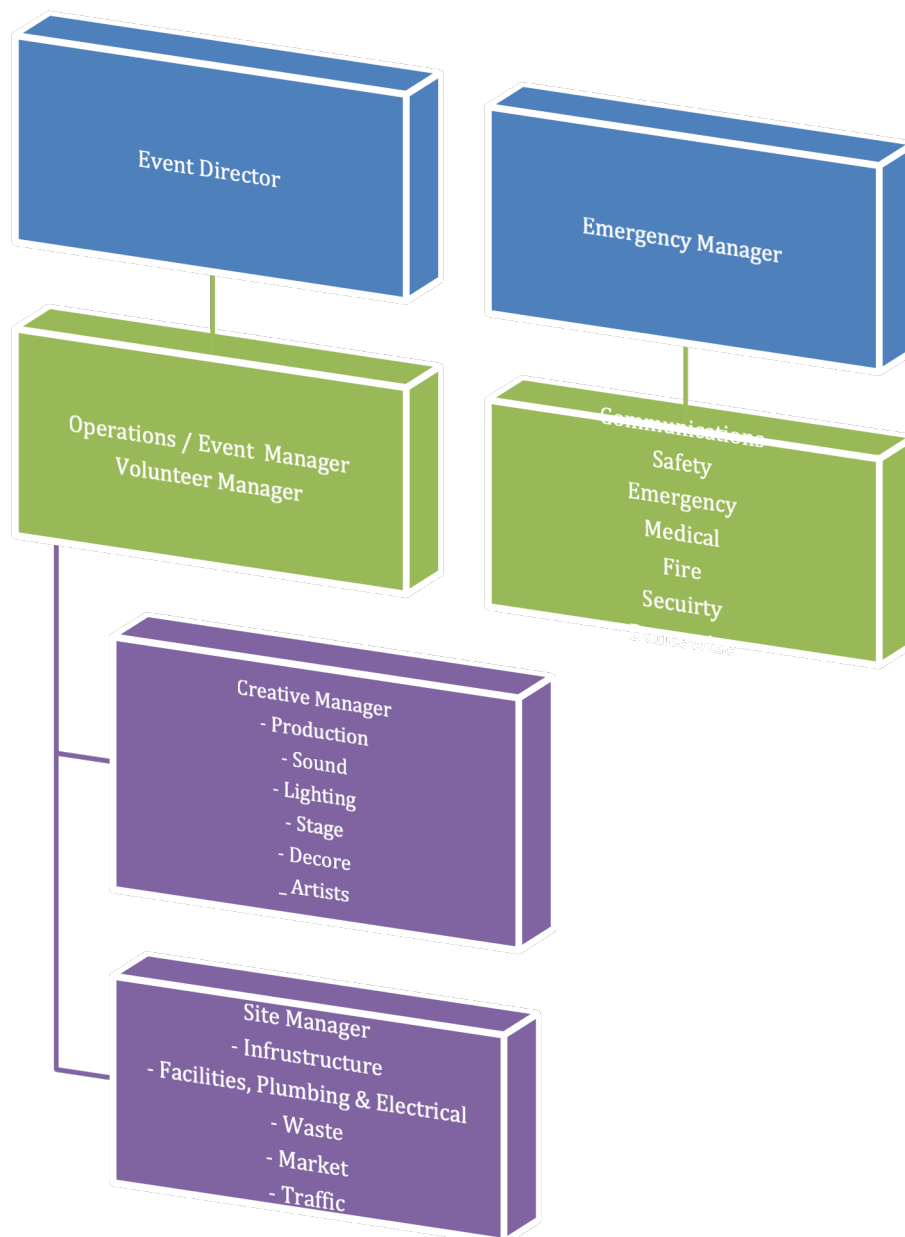 Event Director
Emergency Manager
Operations / Event  Manager
Volunteer Manager
Communications
Safety
Emergency
Medical
Fire
Secuirty
Creative Manager
- Production
- Sound
- Lighting
- Stage
- Decore
_ Artists
Site Manager
- Infrustructure
- Facilities, Plumbing & Electrical
- Waste
- Market
- Traffic